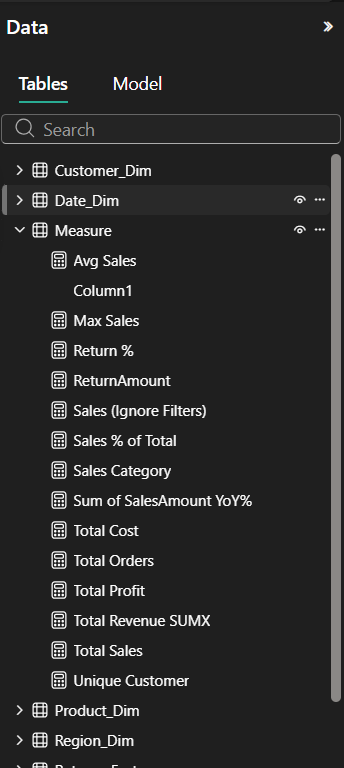 Data
Tables Model
Search
Customer_Dim
Date_Dim
Measure
Avg Sales
Column1
Max Sales
Return %
ReturnAmount
Sales (Ignore Filters)
Sales % of Total
Sales Category
Sum of SalesAmount YoY%
Total Cost
Total Orders
Total Profit
Total Revenue SUMX
Total Sales
Unique Customer
Product_Dim
Region_Dim